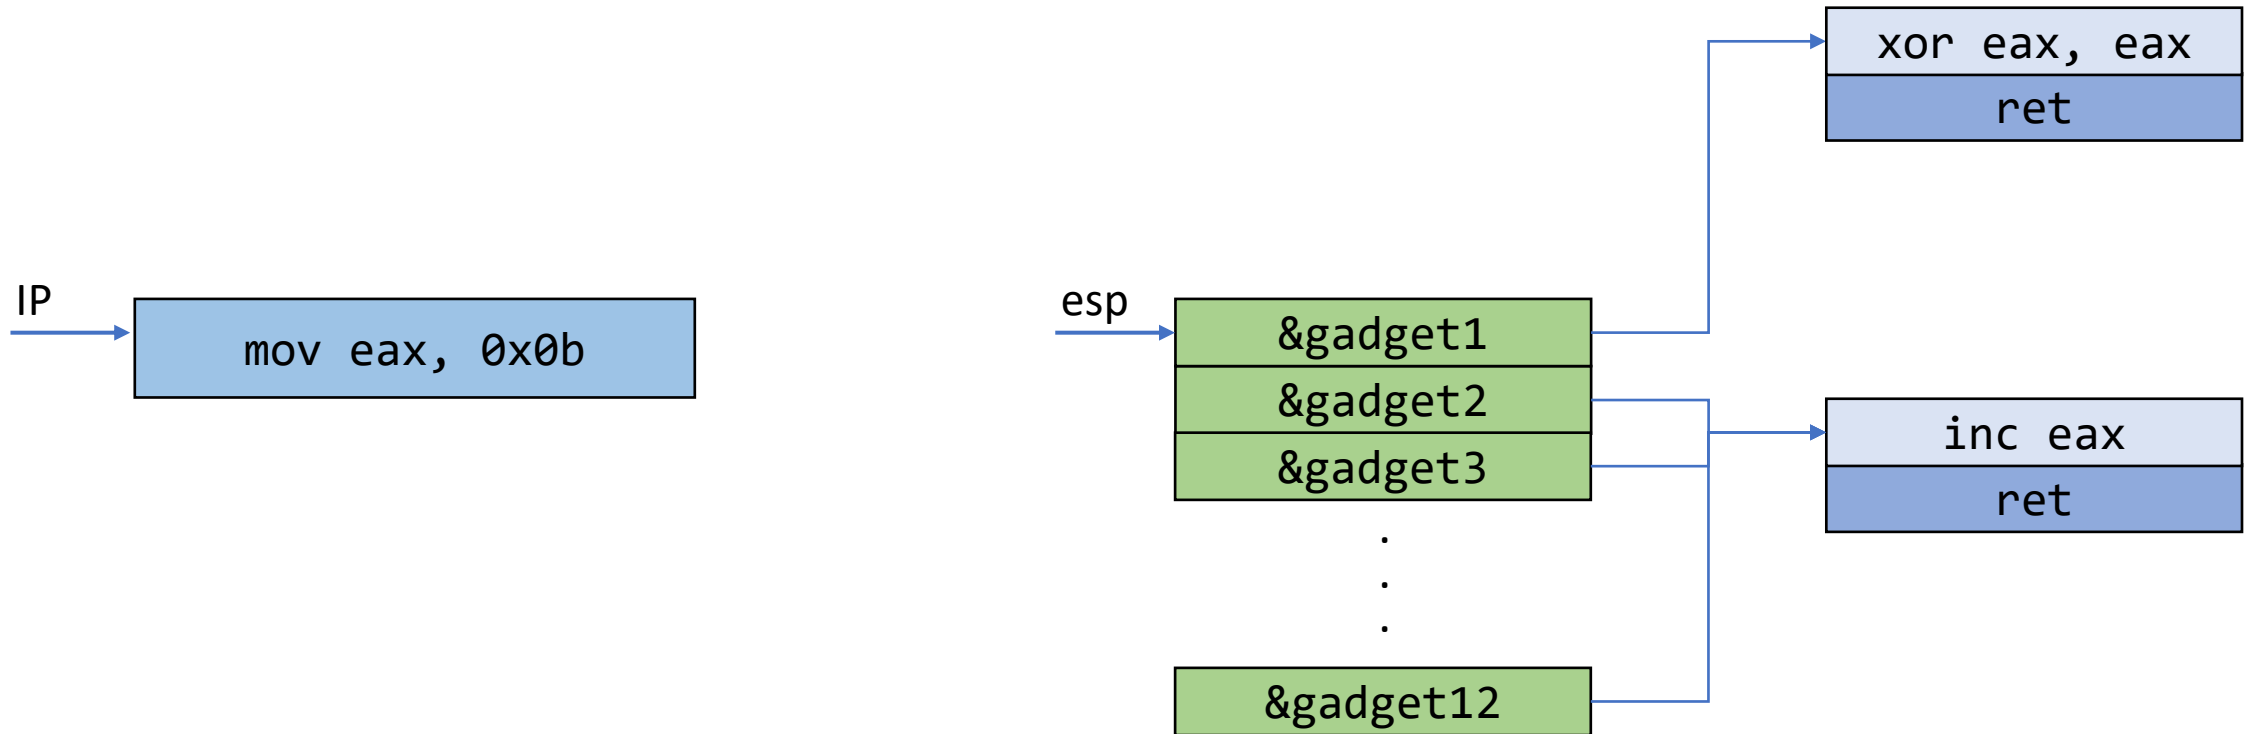 IP
mov eax, 0x0b
esp
&gadget1
&gadget2
&gadget3
.
.
.
&gadget12
xor eax, eax
ret
inc eax
ret